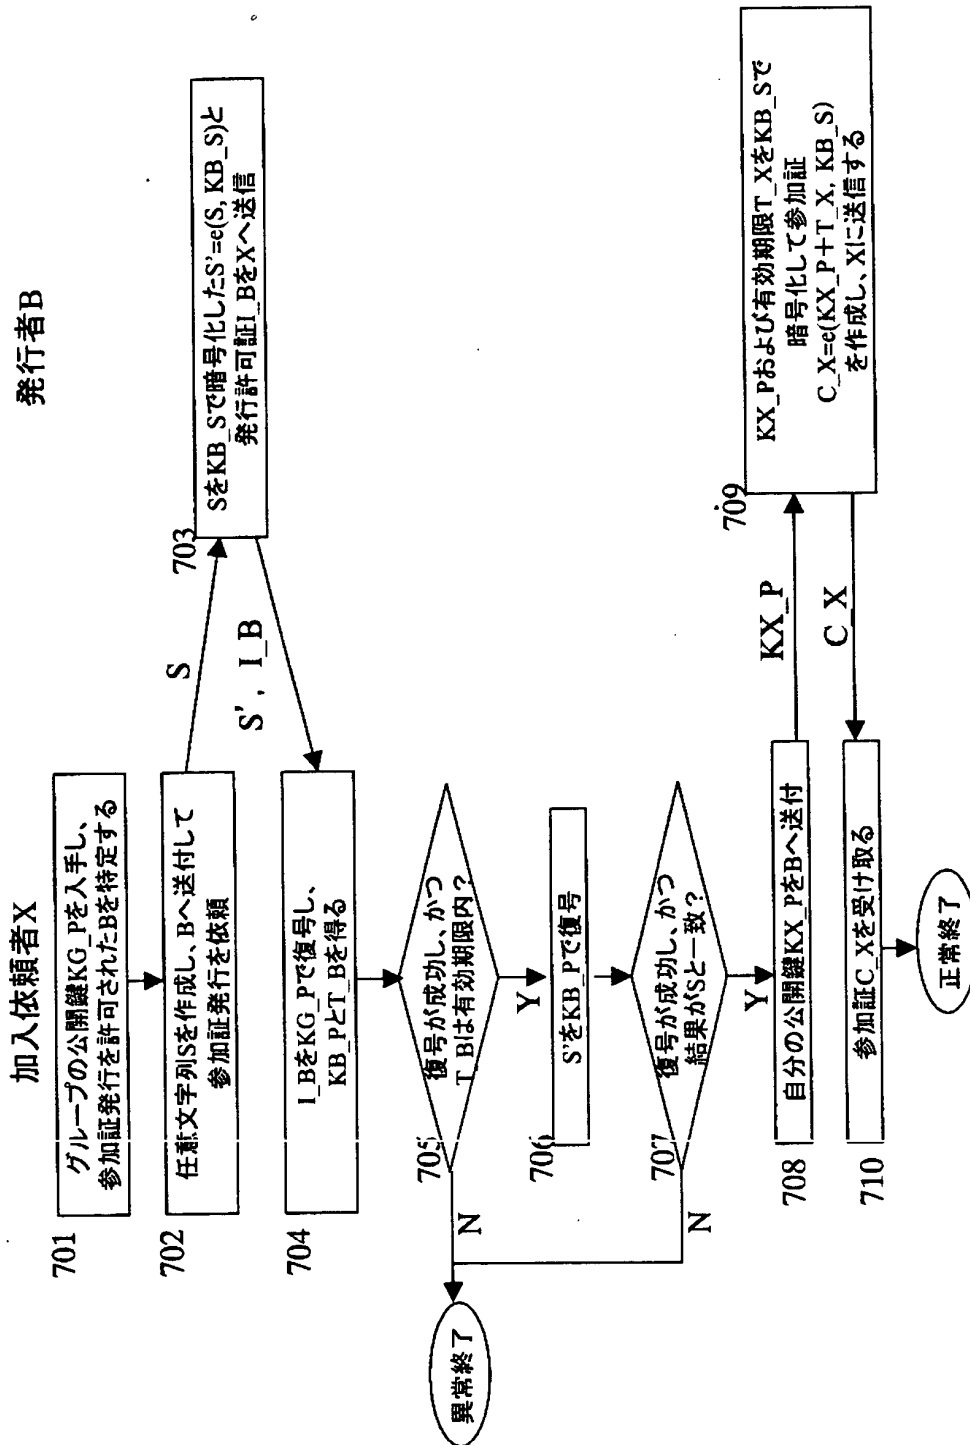 加入依頼者X
発行者B
701
グループの公開鍵KG_Pを入手し、
参加証発行を許可されたBを特定する
702
任意文字列Sを作成し、Bへ送付して
参加証発行を依頼
S
703
SをKB_Sで暗号化したS'=e(S, KB_S)と
発行許可証I_BをXへ送信
S', I_B
704
I_BをKG_Pで復号し、
KB_PとT_Bを得る
705
復号が成功し、かつ
T_Bは有効期限内?
N
Y
異常終了
706
S'をKB_Pで復号
707
復号が成功し、かつ
結果がSと一致?
N
Y
708
自分の公開鍵KX_PをBへ送付
KX_P
709
KX_Pおよび有効期限T_XをKB_Sで
暗号化して参加証
C_X=e(KX_P+T_X, KB_S)
を作成し、Xに送信する
C_X
710
参加証C_Xを受け取る
正常終了